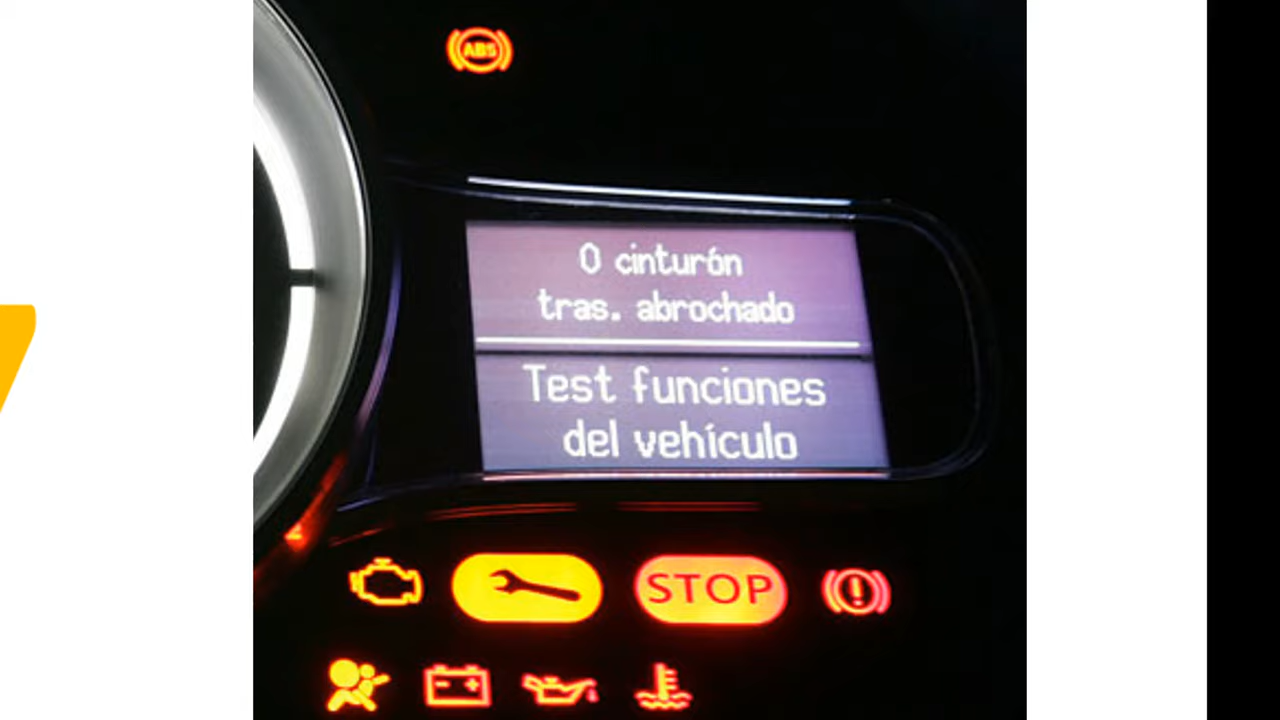 ABS
0 cinturón
tras. abrochado
Test funciones
del vehículo
STOP